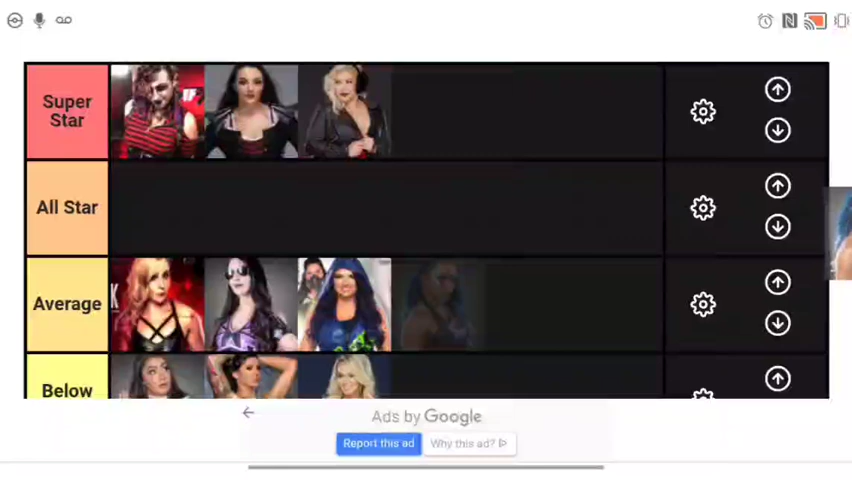 Super
Star
All Star
Average
Below
Ads by Google
Report this ad
Why this ad?